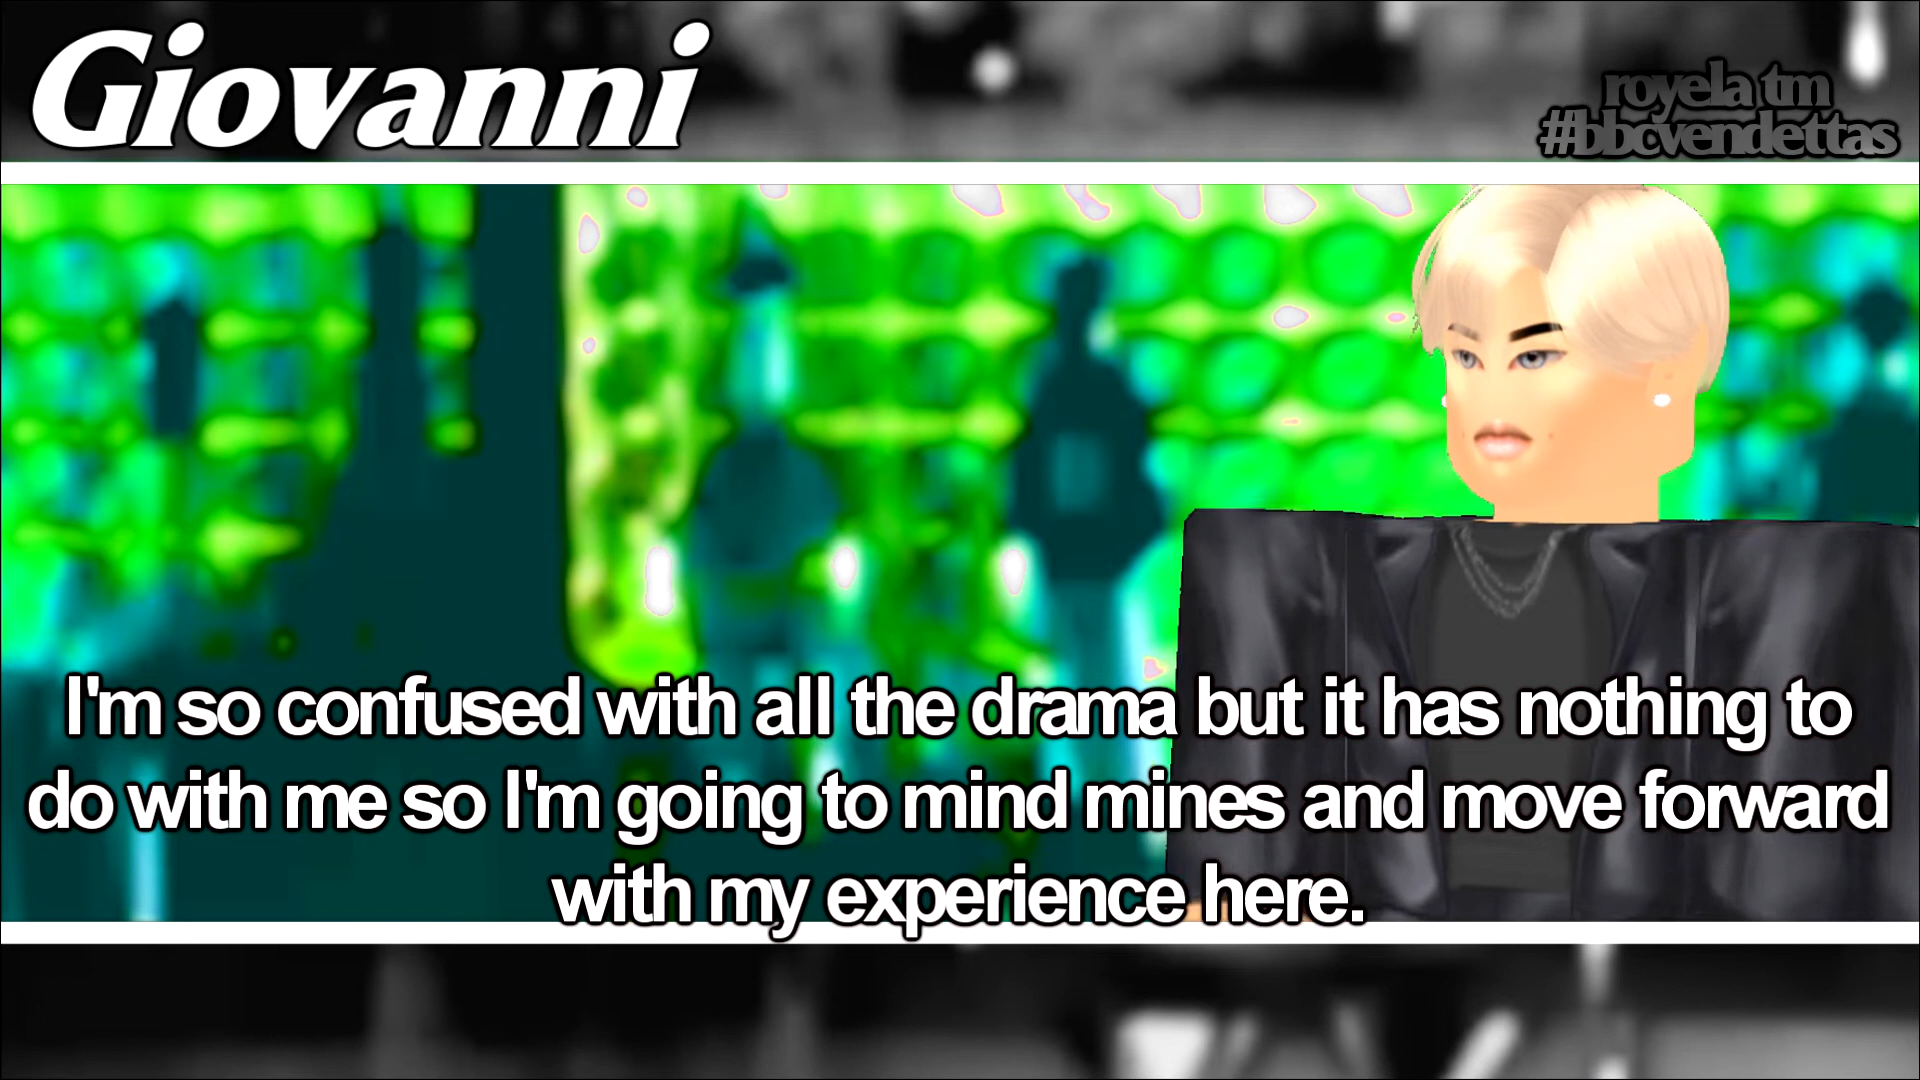 Giovanni
royela tm
#bbcvendettas
I'm so confused with all the drama but it has nothing to
do with me so I'm going to mind mines and move forward
with my experience here.